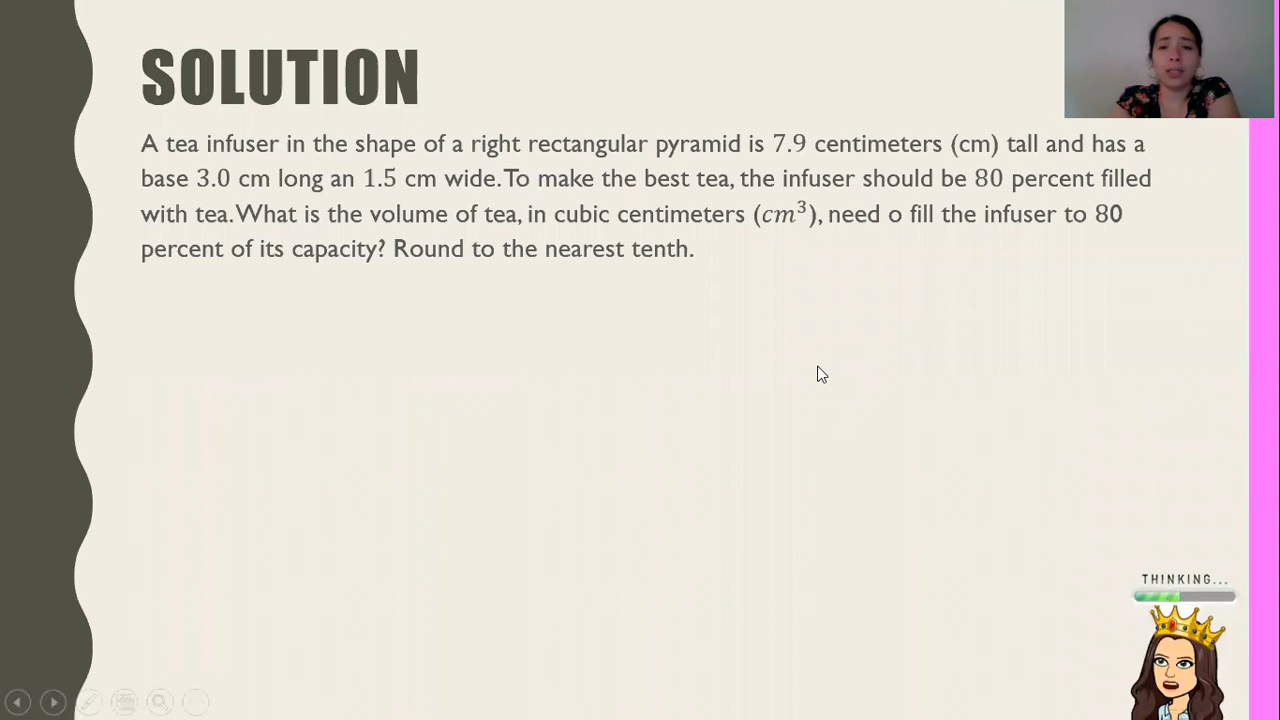 SOLUTION
A tea infuser in the shape of a right rectangular pyramid is 7.9 centimeters (cm) tall and has a
base 3.0 cm long an 1.5 cm wide. To make the best tea, the infuser should be 80 percent filled
with tea. What is the volume of tea, in cubic centimeters (cm³), need o fill the infuser to 80
percent of its capacity? Round to the nearest tenth.
THINKING...